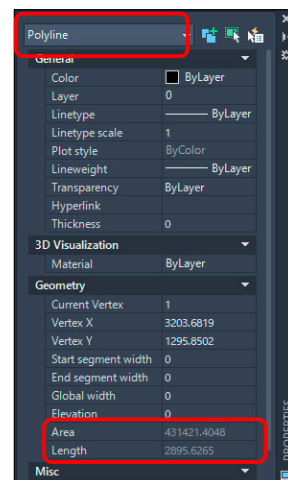 Polyline
General
Color ByLayer
Layer 0
Linetype ByLayer
Linetype scale 1
Plot style ByColor
Lineweight ByLayer
Transparency ByLayer
Hyperlink
Thickness 0
3D Visualization
Material ByLayer
Geometry
Current Vertex 1
Vertex X 3203.6819
Vertex Y 1295.8502
Start segment width 0
End segment width 0
Global width 0
Elevation 0
Area 431421.4048
Length 2895.6265
Misc
PROPERTIES